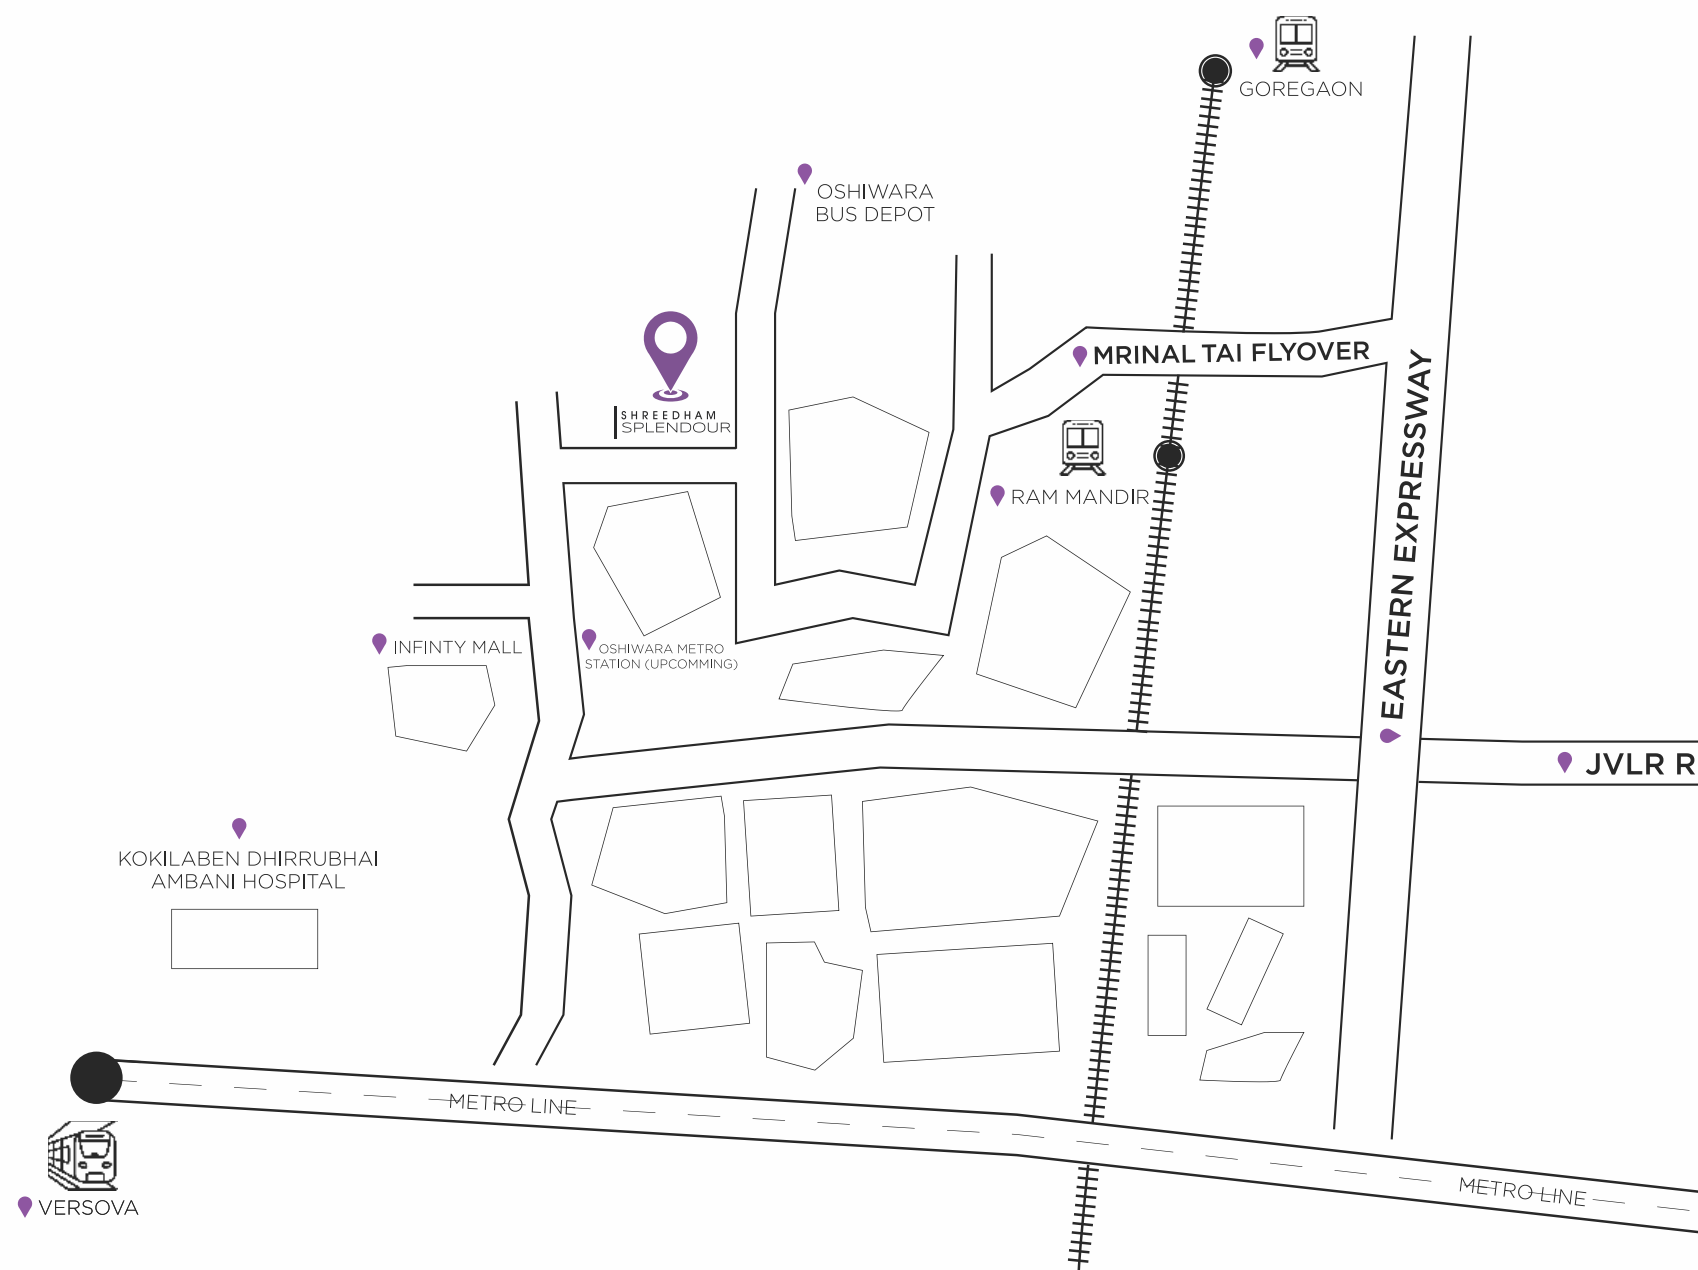 GOREGAON
OSHIWARA
BUS DEPOT
MRINAL TAI FLYOVER
SHREEDHAM
SPLENDOUR
EASTERN EXPRESSWAY
RAM MANDIR
INFINTY MALL
OSHIWARA METRO
STATION (UPCOMMING)
JVLR R
KOKILABEN DHIRRUBHAI
AMBANI HOSPITAL
METRO LINE
METRO LINE
VERSOVA